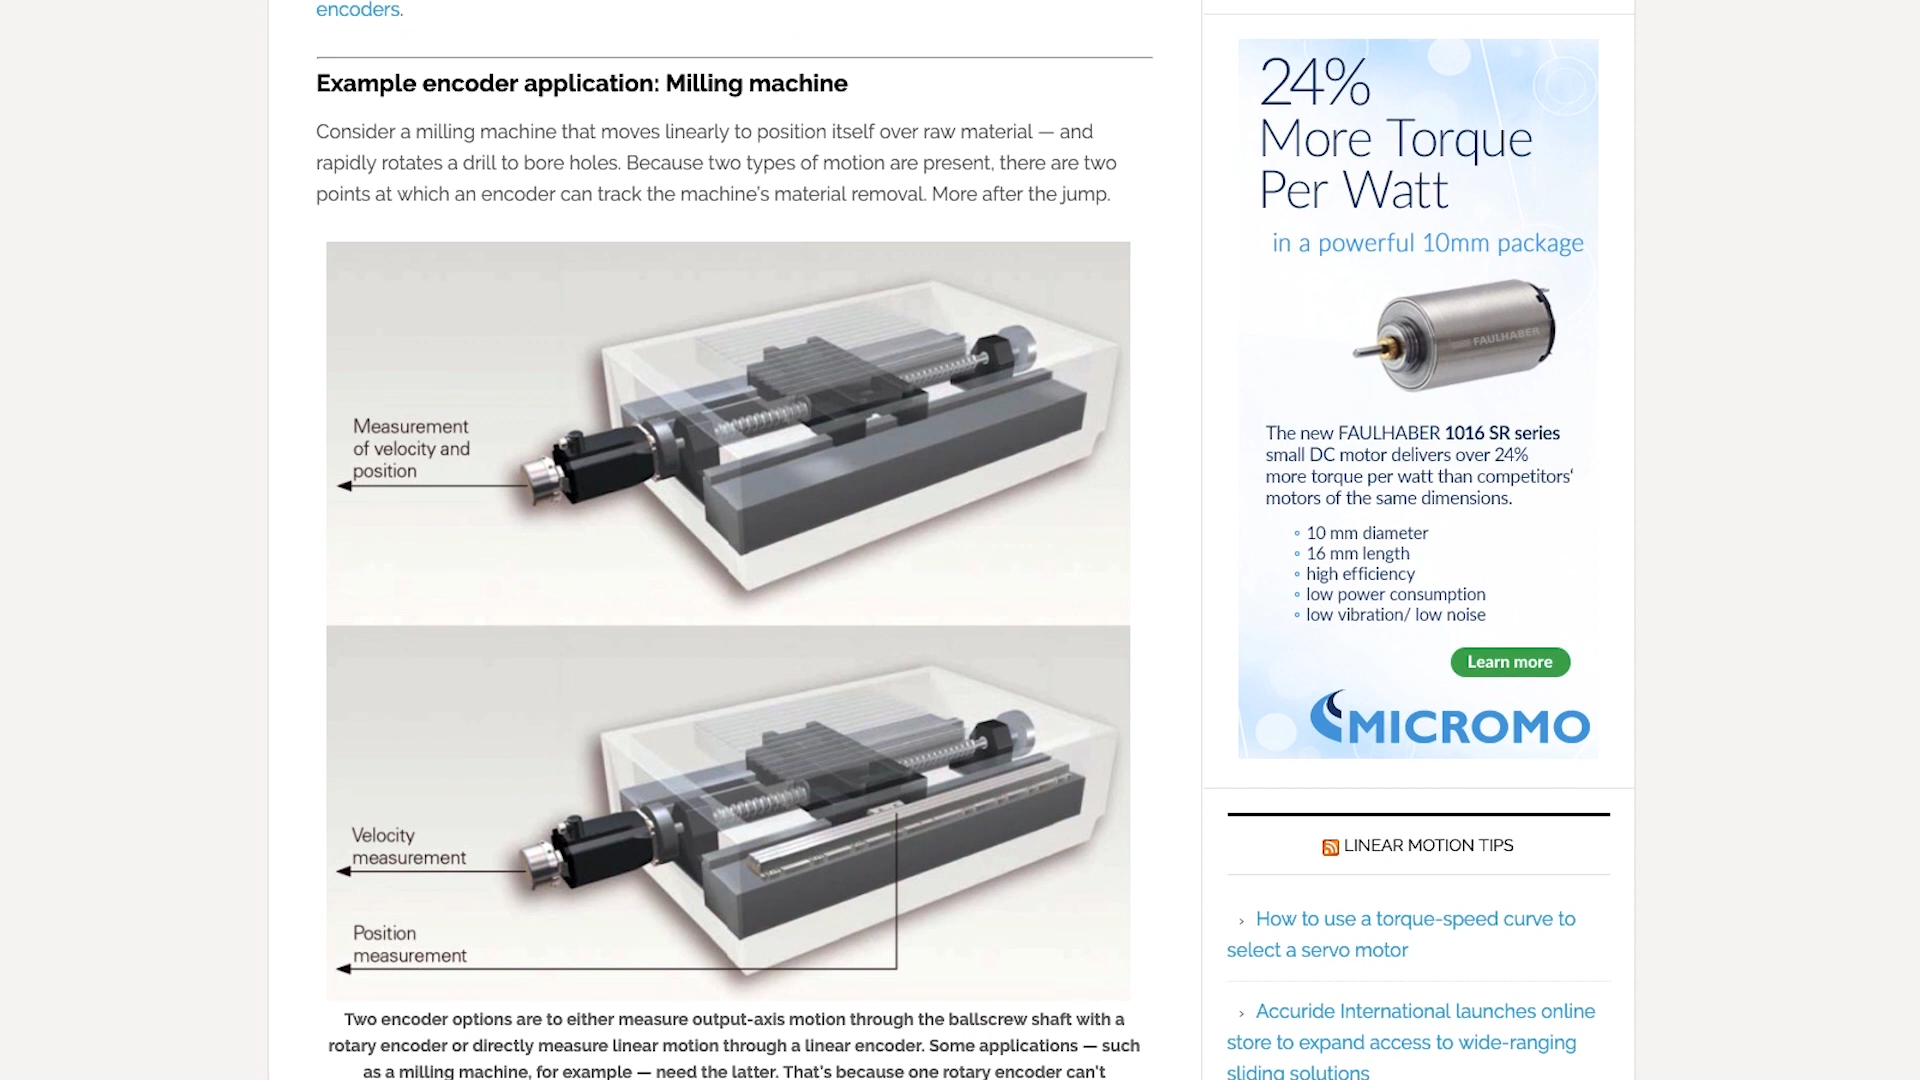 encoders.
Example encoder application: Milling machine
Consider a milling machine that moves linearly to position itself over raw material — and
rapidly rotates a drill to bore holes. Because two types of motion are present, there are two
points at which an encoder can track the machine's material removal. More after the jump.
Measurement
of velocity and
position
Velocity
measurement
Position
measurement
Two encoder options are to either measure output-axis motion through the ballscrew shaft with a
rotary encoder or directly measure linear motion through a linear encoder. Some applications — such
as a milling machine, for example — need the latter. That's because one rotary encoder can't
24%
More Torque
Per Watt
in a powerful 10mm package
FAULHABER
The new FAULHABER 1016 SR series
small DC motor delivers over 24%
more torque per watt than competitors‘
motors of the same dimensions.
◦ 10 mm diameter
◦ 16 mm length
◦ high efficiency
◦ low power consumption
◦ low vibration/ low noise
Learn more
MICROMO
LINEAR MOTION TIPS
› How to use a torque-speed curve to
select a servo motor
› Accuride International launches online
store to expand access to wide-ranging
sliding solutions